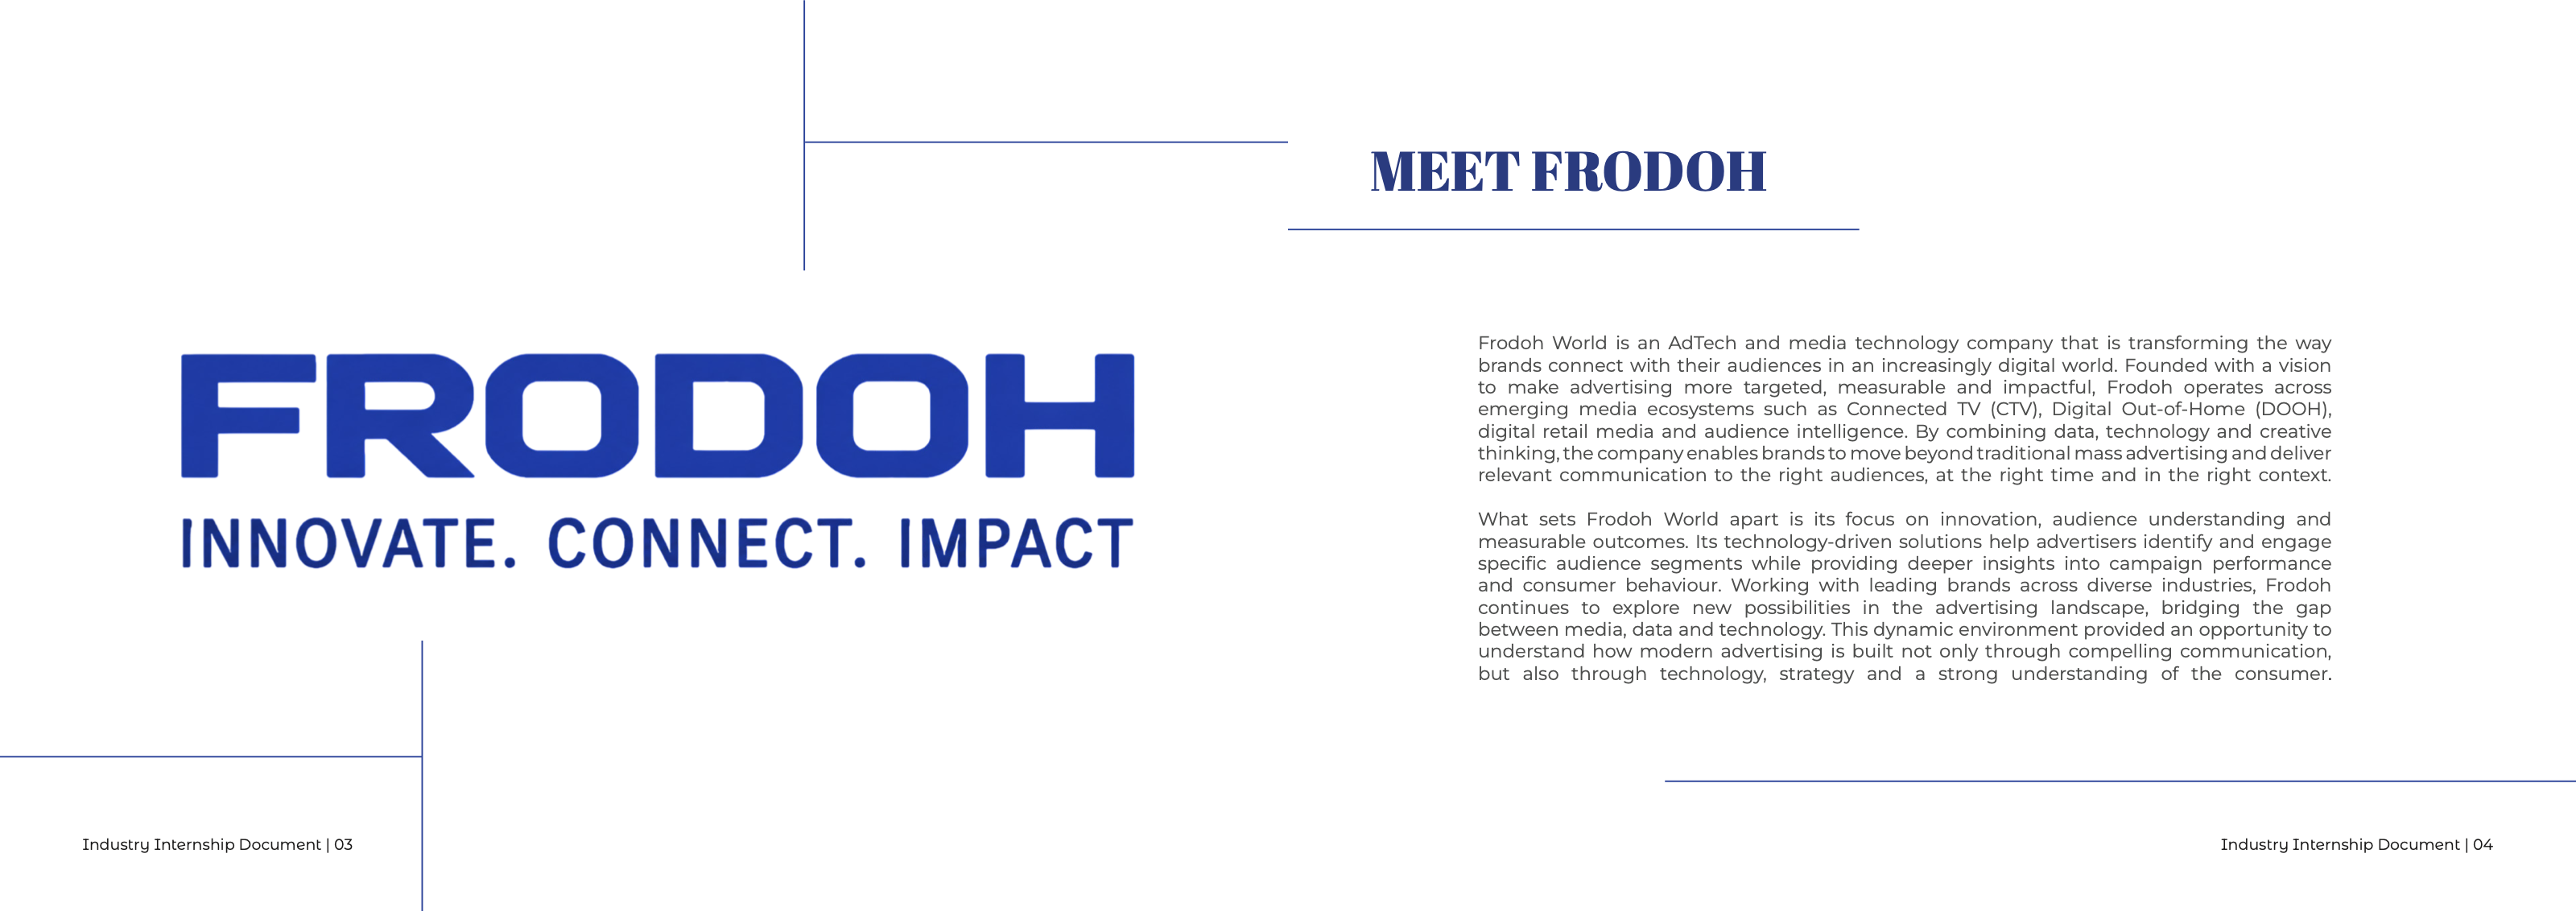 FRODOH
INNOVATE. CONNECT. IMPACT
Industry Internship Document | 03
MEET FRODOH
Frodoh World is an AdTech and media technology company that is transforming the way
brands connect with their audiences in an increasingly digital world. Founded with a vision
to make advertising more targeted, measurable and impactful, Frodoh operates across
emerging media ecosystems such as Connected TV (CTV), Digital Out-of-Home (DOOH),
digital retail media and audience intelligence. By combining data, technology and creative
thinking, the company enables brands to move beyond traditional mass advertising and deliver
relevant communication to the right audiences, at the right time and in the right context.
What sets Frodoh World apart is its focus on innovation, audience understanding and
measurable outcomes. Its technology-driven solutions help advertisers identify and engage
specific audience segments while providing deeper insights into campaign performance
and consumer behaviour. Working with leading brands across diverse industries, Frodoh
continues to explore new possibilities in the advertising landscape, bridging the gap
between media, data and technology. This dynamic environment provided an opportunity to
understand how modern advertising is built not only through compelling communication,
but also through technology, strategy and a strong understanding of the consumer.
Industry Internship Document | 04